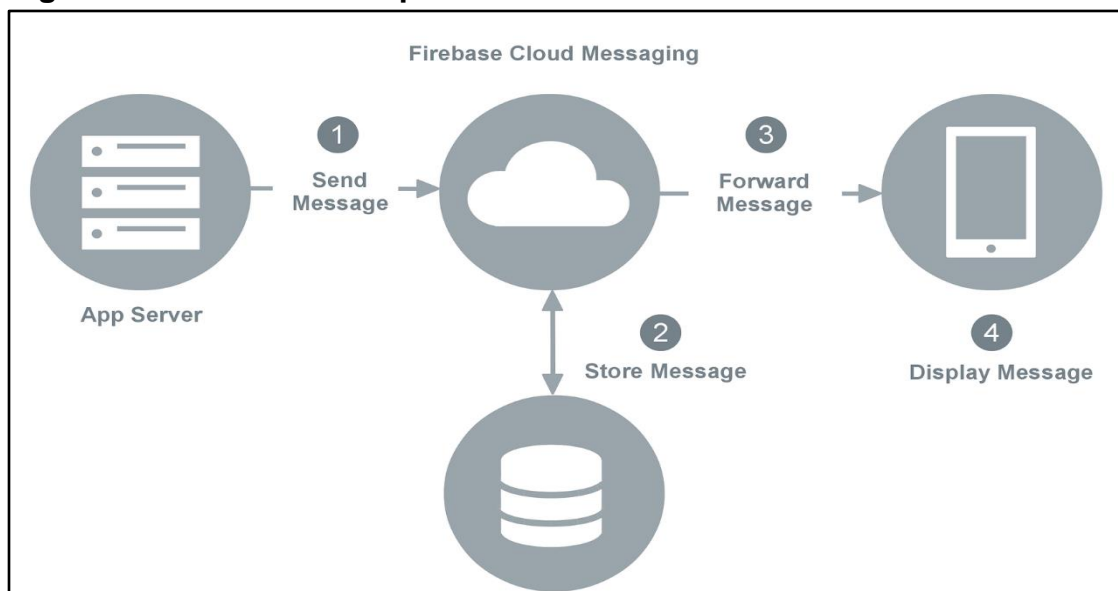 Firebase Cloud Messaging
1
Send
Message
3
Forward
Message
App Server
2
Store Message
4
Display Message